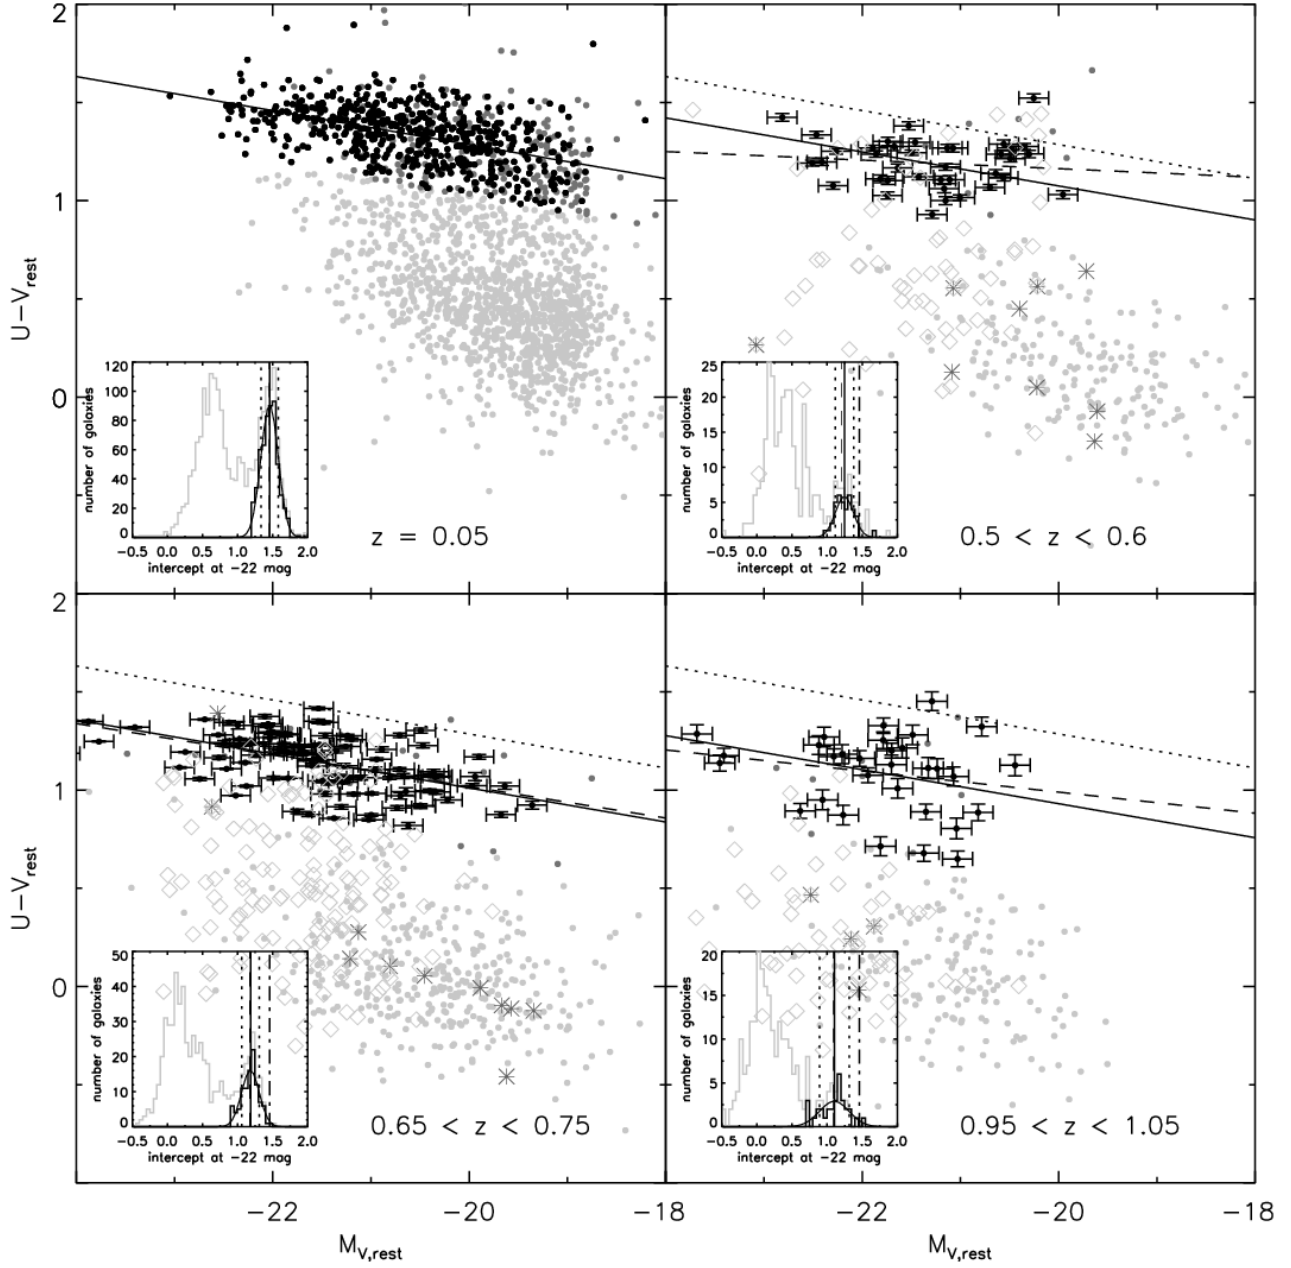 2
1
0
U−Vrest
120
100
80
60
40
20
0
number of galaxies
−0.5 0.0 0.5 1.0 1.5 2.0
intercept at −22 mag
z = 0.05
25
20
15
10
5
0
number of galaxies
−0.5 0.0 0.5 1.0 1.5 2.0
intercept at −22 mag
0.5 < z < 0.6
2
1
0
U−Vrest
50
40
30
20
10
0
number of galaxies
−0.5 0.0 0.5 1.0 1.5 2.0
intercept at −22 mag
0.65 < z < 0.75
20
15
10
5
0
number of galaxies
−0.5 0.0 0.5 1.0 1.5 2.0
intercept at −22 mag
0.95 < z < 1.05
−22 −20 −18 −22 −20 −18
MV,rest MV,rest